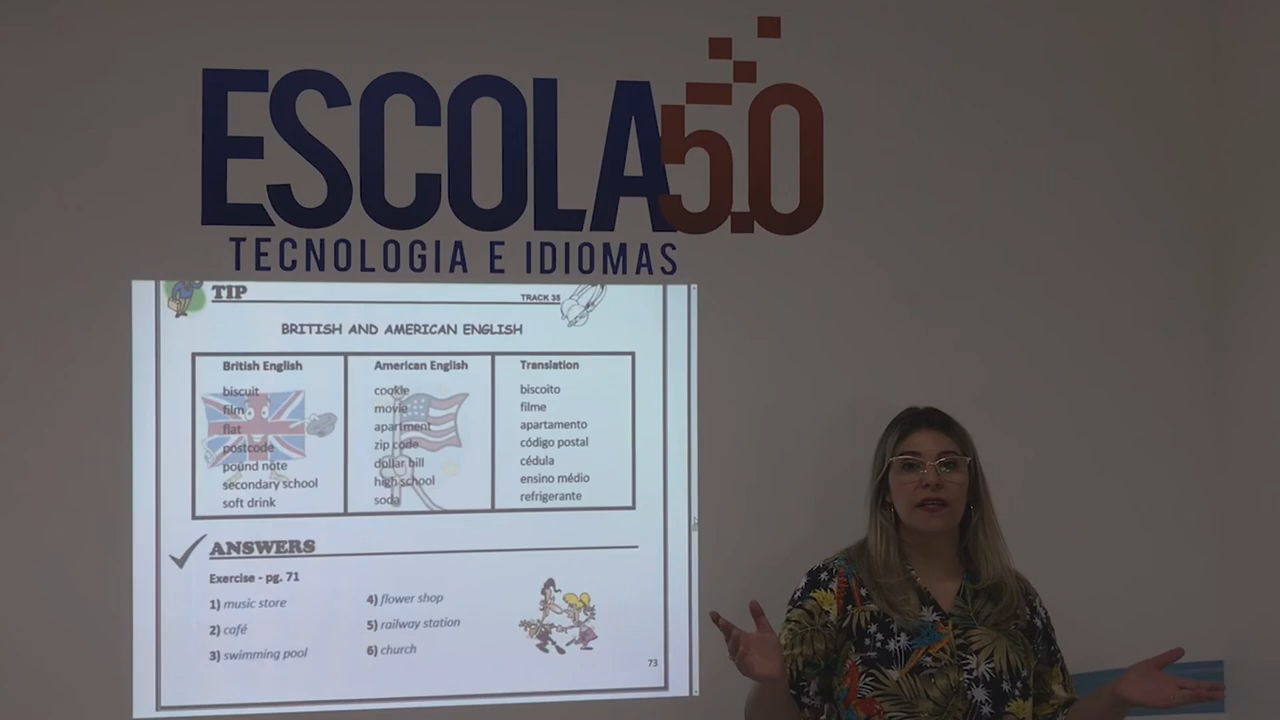 ESCOLA 5.0
TECNOLOGIA E IDIOMAS
TIP
TRACK 35
BRITISH AND AMERICAN ENGLISH
British English American English Translation
biscuit cookie biscoito
film movie filme
flat apartment apartamento
postcode zip code código postal
pound note dollar bill cédula
secondary school high school ensino médio
soft drink soda refrigerante
ANSWERS
Exercise - pg. 71
1) music store 4) flower shop
2) café 5) railway station
3) swimming pool 6) church
73